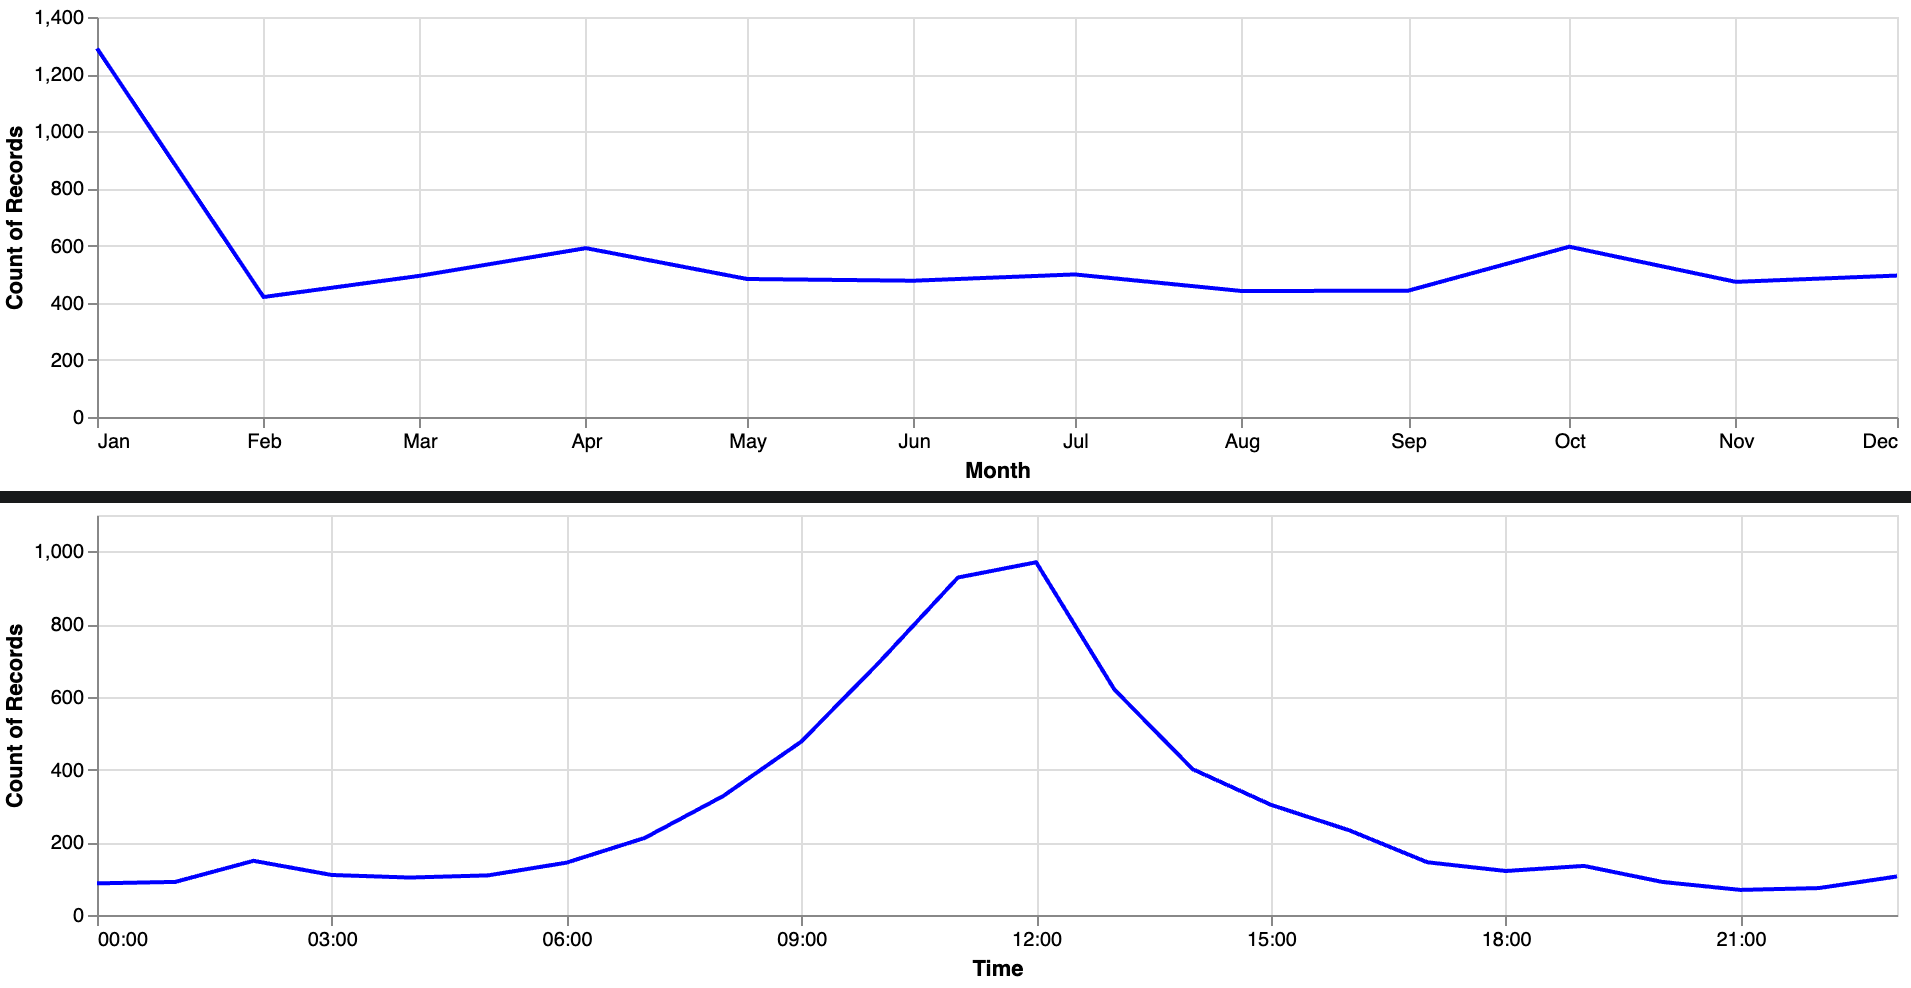 1,400
1,200
1,000
800
600
400
200
0
Count of Records
Jan Feb Mar Apr May Jun Jul Aug Sep Oct Nov Dec
Month
1,000
800
600
400
200
0
Count of Records
00:00 03:00 06:00 09:00 12:00 15:00 18:00 21:00
Time